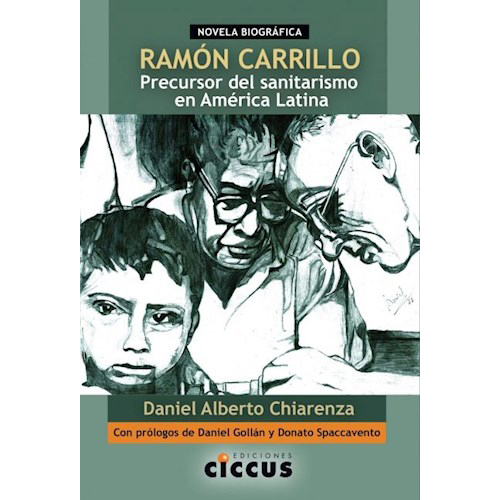 NOVELA BIOGRÁFICA
RAMÓN CARRILLO
Precursor del sanitarismo
en América Latina
Daniel Alberto Chiarenza
Con prólogos de Daniel Gollán y Donato Spaccavento
EDICIONES
CICCUS